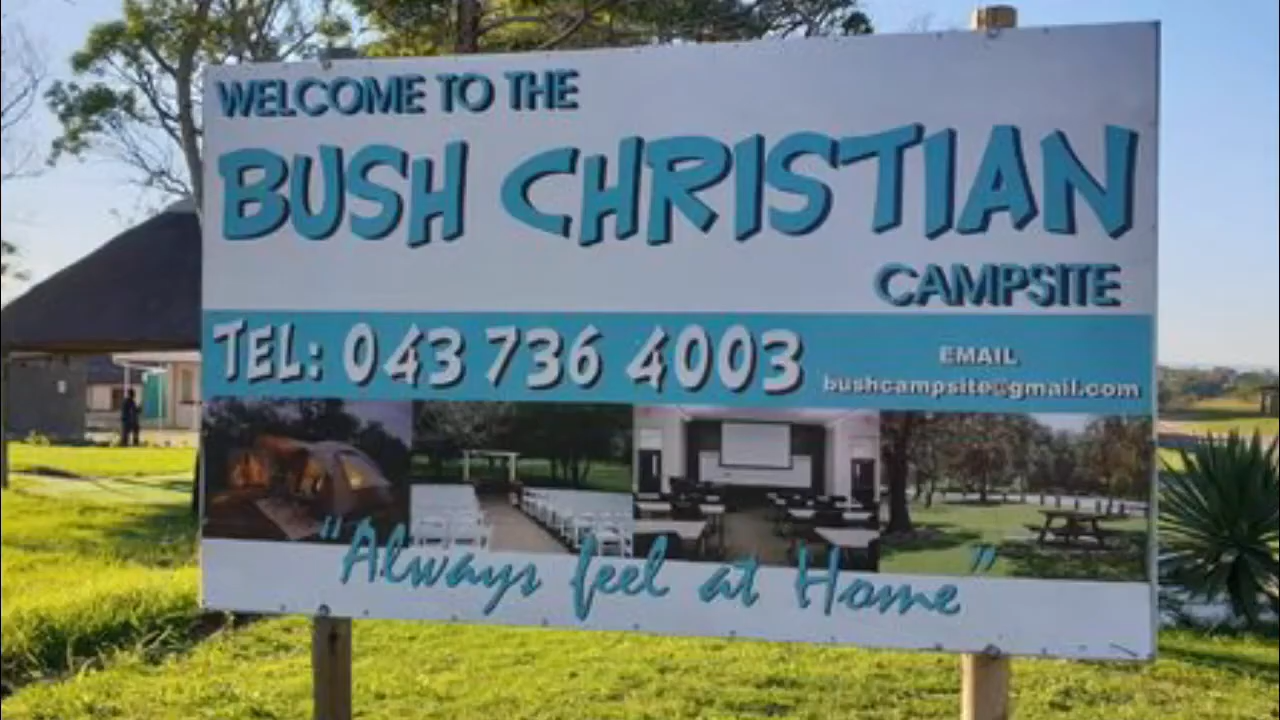 WELCOME TO THE
BUSH CHRISTIAN
CAMPSITE
TEL: 043 736 4003
EMAIL
bushcampsite@gmail.com
"Always feel at Home"